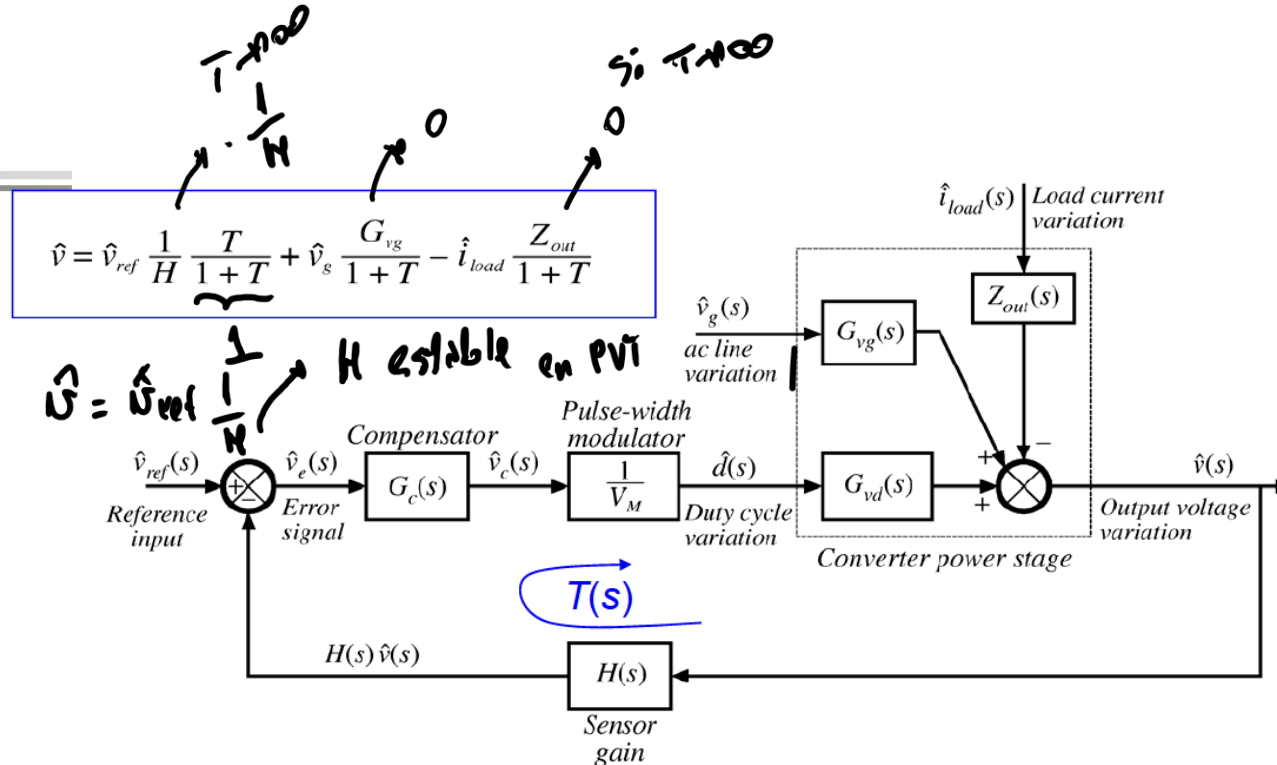 T→∞
Si T→∞
1/H
0
0
v̂ = v̂_ref 1/H T/(1 + T) + v̂_g G_vg/(1 + T) − î_load Z_out/(1 + T)
1
v̂ = v̂ref 1/H
H estable en PVT
î_load(s) Load current
variation
Z_out(s)
v̂_g(s)
ac line
variation
G_vg(s)
Pulse-width
modulator
Compensator
v̂_ref(s)
Reference
input
+
−
v̂_e(s)
Error
signal
G_c(s)
v̂_c(s)
1/V_M
d̂(s)
Duty cycle
variation
G_vd(s)
+
+
−
v̂(s)
Output voltage
variation
Converter power stage
T(s)
H(s) v̂(s)
H(s)
Sensor
gain